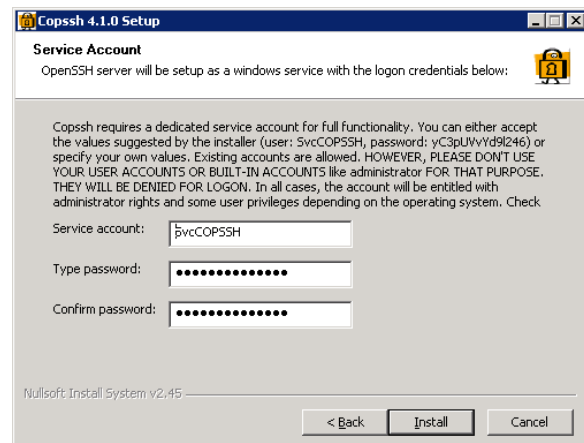 Copssh 4.1.0 Setup
Service Account
OpenSSH server will be setup as a windows service with the logon credentials below:
Copssh requires a dedicated service account for full functionality. You can either accept
the values suggested by the installer (user: SvcCOPSSH, password: yC3pUVvYd9l246) or
specify your own values. Existing accounts are allowed. HOWEVER, PLEASE DON'T USE
YOUR USER ACCOUNTS OR BUILT-IN ACCOUNTS like administrator FOR THAT PURPOSE.
THEY WILL BE DENIED FOR LOGON. In all cases, the account will be entitled with
administrator rights and some user privileges depending on the operating system. Check
Service account:
SvcCOPSSH
Type password:
●●●●●●●●●●●●●●
Confirm password:
●●●●●●●●●●●●●●
Nullsoft Install System v2.45
< Back
Install
Cancel